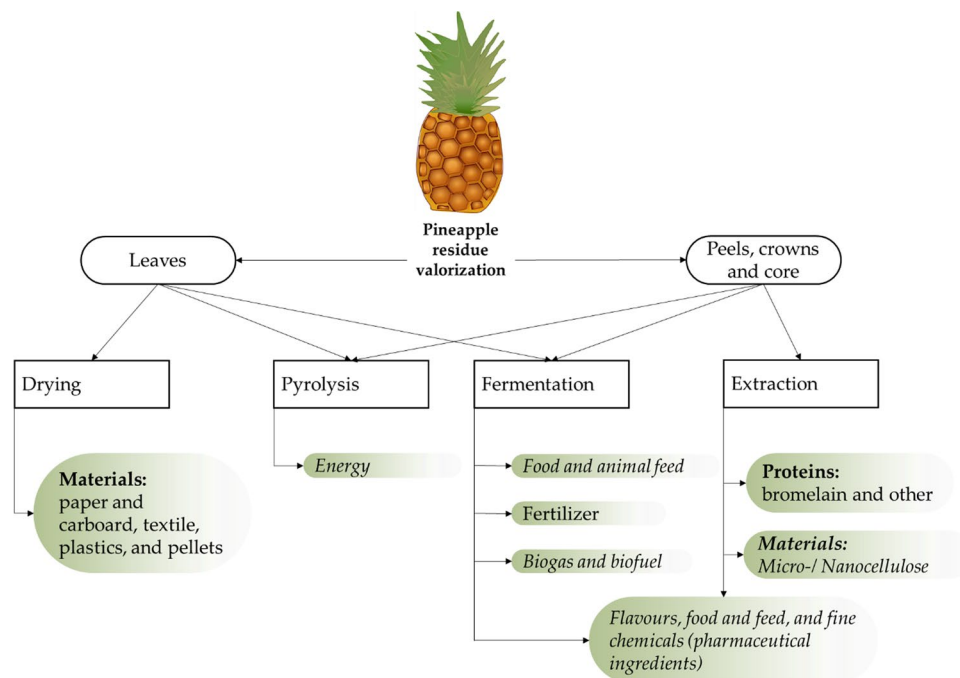 Pineapple
residue
valorization
Leaves
Peels, crowns
and core
Drying
Pyrolysis
Fermentation
Extraction
Materials:
paper and
carboard, textile,
plastics, and pellets
Energy
Food and animal feed
Fertilizer
Biogas and biofuel
Proteins:
bromelain and other
Materials:
Micro-/ Nanocellulose
Flavours, food and feed, and fine
chemicals (pharmaceutical
ingredients)